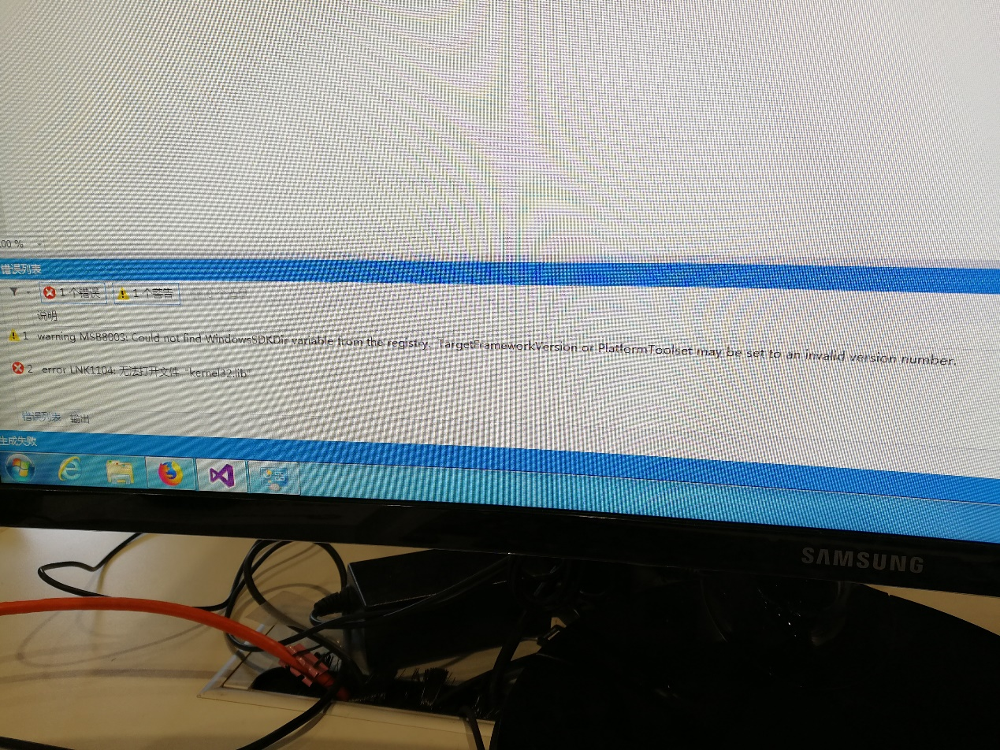 00 %
错误列表
1 个错误 1 个警告
说明
1 warning MSB8003: Could not find WindowsSDKDir variable from the registry. TargetFrameworkVersion or PlatformToolset may be set to an invalid version number.
2 error LNK1104: 无法打开文件 "kernel32.lib"
错误列表 输出
生成失败
SAMSUNG